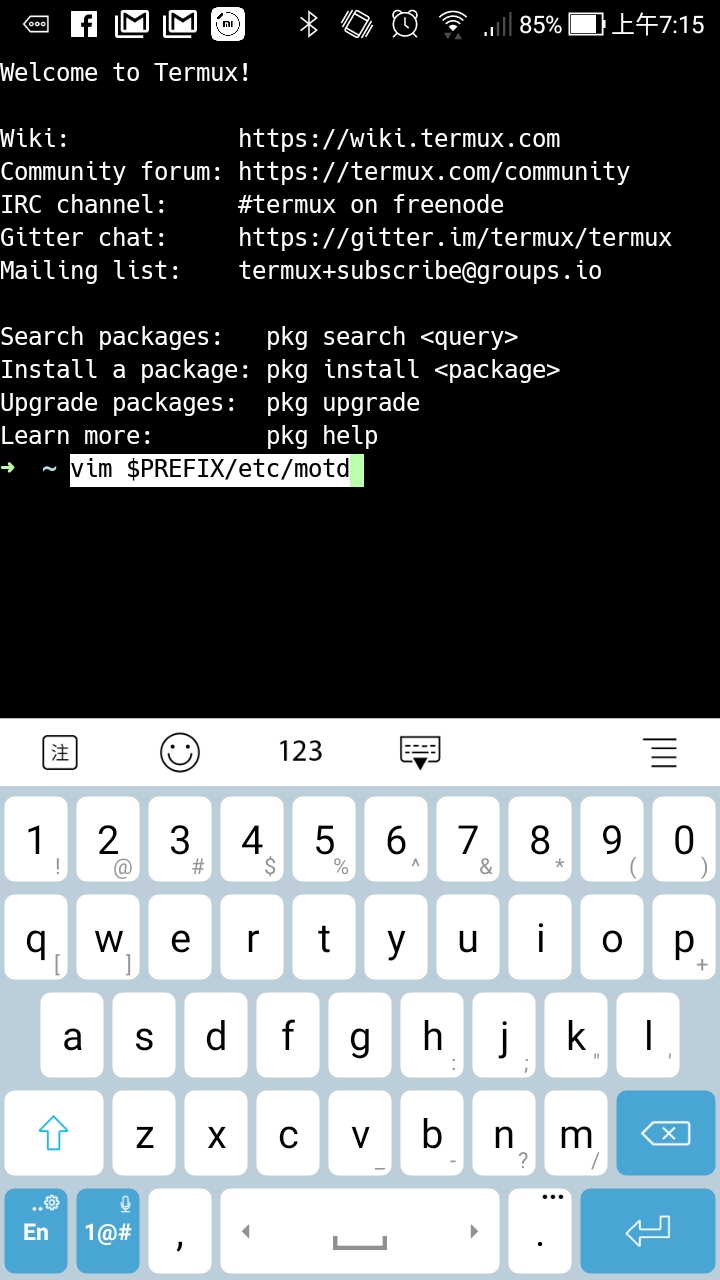 85% 上午7:15
Welcome to Termux!
Wiki: https://wiki.termux.com
Community forum: https://termux.com/community
IRC channel: #termux on freenode
Gitter chat: https://gitter.im/termux/termux
Mailing list: termux+subscribe@groups.io
Search packages: pkg search <query>
Install a package: pkg install <package>
Upgrade packages: pkg upgrade
Learn more: pkg help
➜ ~ vim $PREFIX/etc/motd
注 123
1 ! 2 @ 3 # 4 $ 5 % 6 ^ 7 & 8 * 9 ( 0 )
q [ w ] e r t y u i o p +
a s d f g h : j ; k " l '
z x c v _ b - n ? m /
En 1@# , .